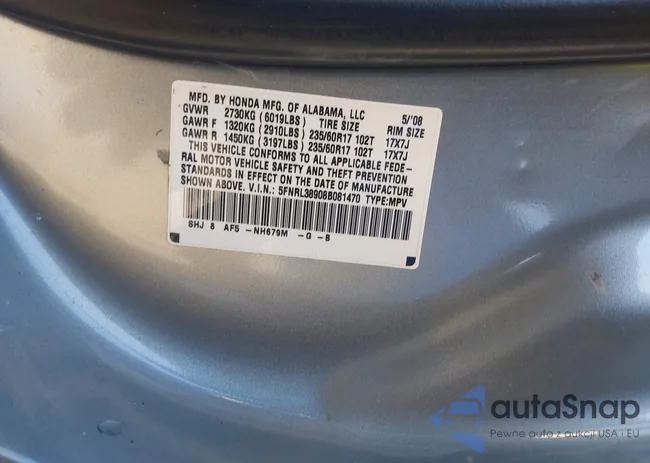 MFD. BY HONDA MFG. OF ALABAMA, LLC 5/'08
GVWR 2730KG(6019LBS) TIRE SIZE RIM SIZE
GAWR F 1320KG(2910LBS) 235/60R17 102T 17X7J
GAWR R 1450KG(3197LBS) 235/60R17 102T 17X7J
THIS VEHICLE CONFORMS TO ALL APPLICABLE FEDE-
RAL MOTOR VEHICLE SAFETY AND THEFT PREVENTION
STANDARDS IN EFFECT ON THE DATE OF MANUFACTURE
SHOWN ABOVE. V.I.N.: 5FNRL38908B081470 TYPE:MPV
SHJ 8 AF5 -NH679M -G -B
autaSnap
Pewne auta z aukcji USA i EU